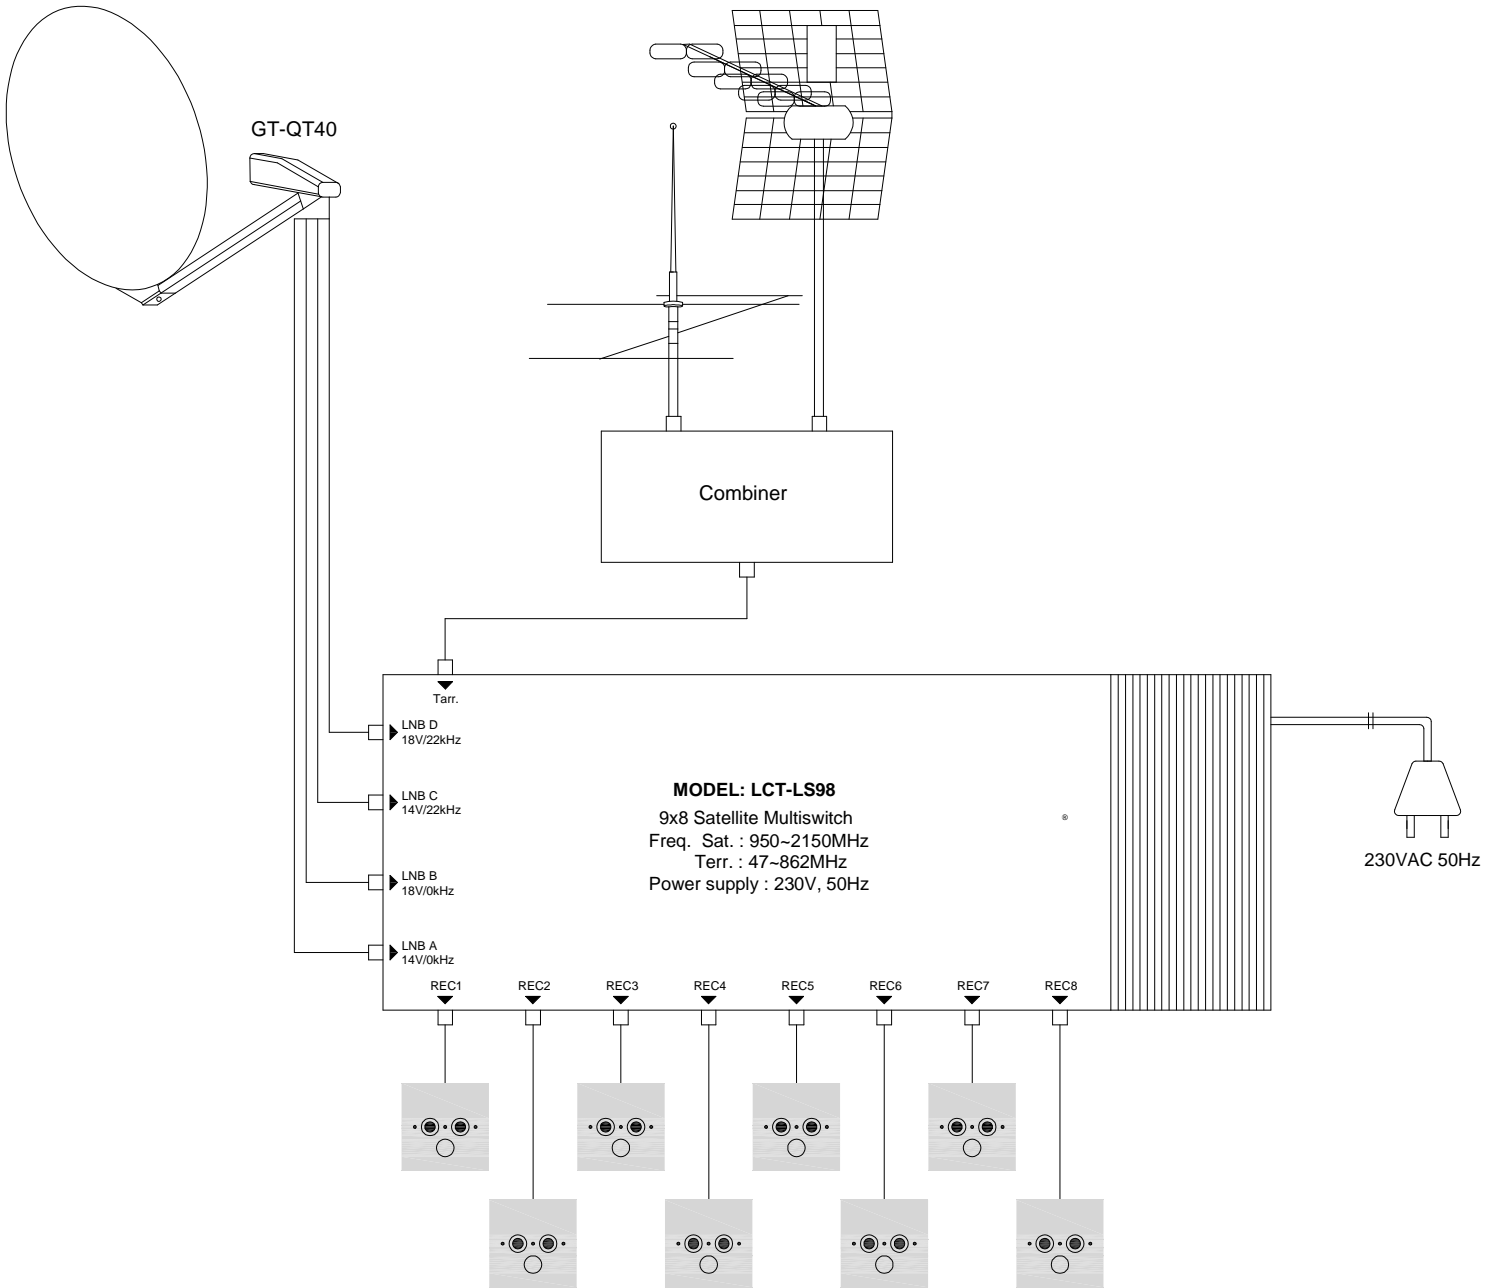 GT-QT40
Combiner
Tarr.
LNB D
18V/22kHz
LNB C
14V/22kHz
LNB B
18V/0kHz
LNB A
14V/0kHz
MODEL: LCT-LS98
9x8 Satellite Multiswitch
Freq. Sat. : 950~2150MHz
Terr. : 47~862MHz
Power supply : 230V, 50Hz
®
230VAC 50Hz
REC1 REC2 REC3 REC4 REC5 REC6 REC7 REC8